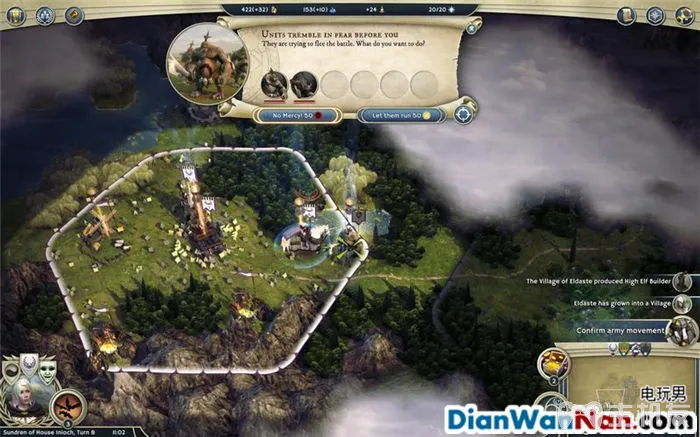 422(+32) 153(+10) +24 20/20
UNITS TREMBLE IN FEAR BEFORE YOU
They are trying to flee the battle. What do you want to do?
No Mercy! 50 Let them run 50
The Village of Eldaste produced High Elf Builder
Eldaste has grown into a Village
Confirm army movement
2
电玩男
3
Sundren of House Inioch, Turn 8 11:02
DianWanNan.com